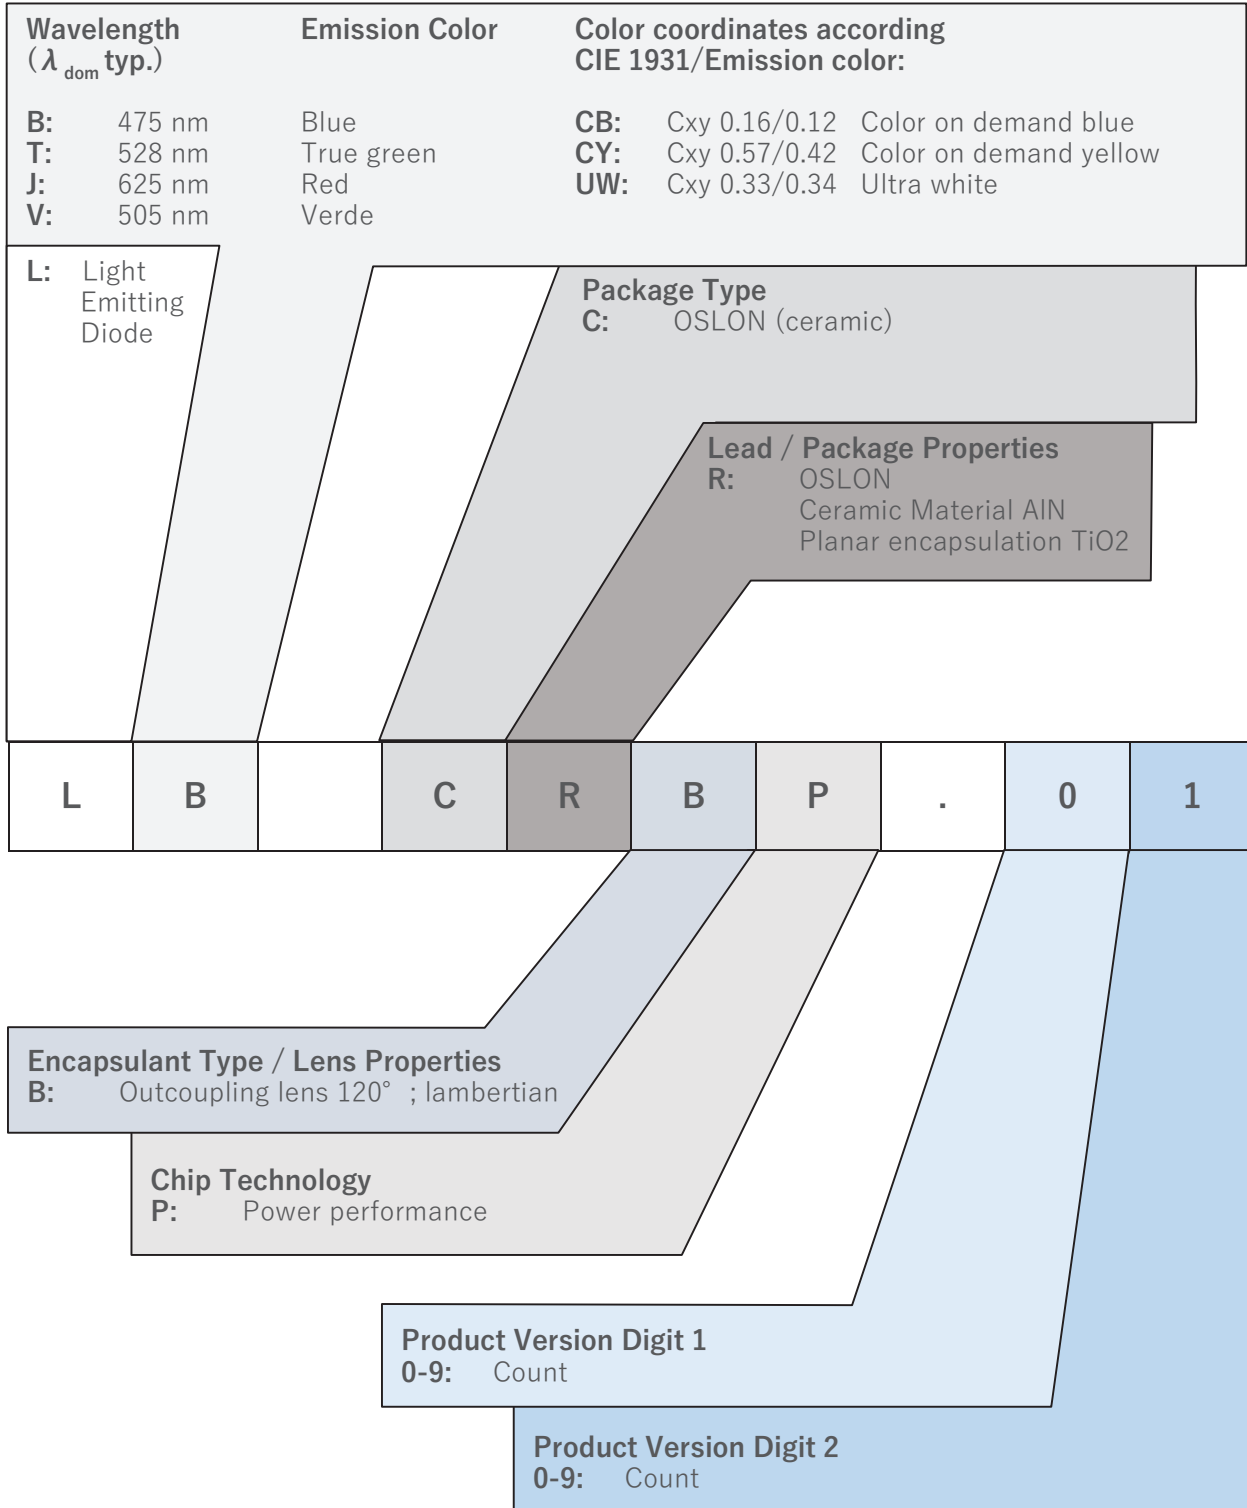 Wavelength Emission Color Color coordinates according
(λ dom typ.) CIE 1931/Emission color:
B: 475 nm Blue CB: Cxy 0.16/0.12 Color on demand blue
T: 528 nm True green CY: Cxy 0.57/0.42 Color on demand yellow
J: 625 nm Red UW: Cxy 0.33/0.34 Ultra white
V: 505 nm Verde
L: Light
Emitting
Diode
Package Type
C: OSLON (ceramic)
Lead / Package Properties
R: OSLON
Ceramic Material AlN
Planar encapsulation TiO2
L B C R B P . 0 1
Encapsulant Type / Lens Properties
B: Outcoupling lens 120° ; lambertian
Chip Technology
P: Power performance
Product Version Digit 1
0-9: Count
Product Version Digit 2
0-9: Count